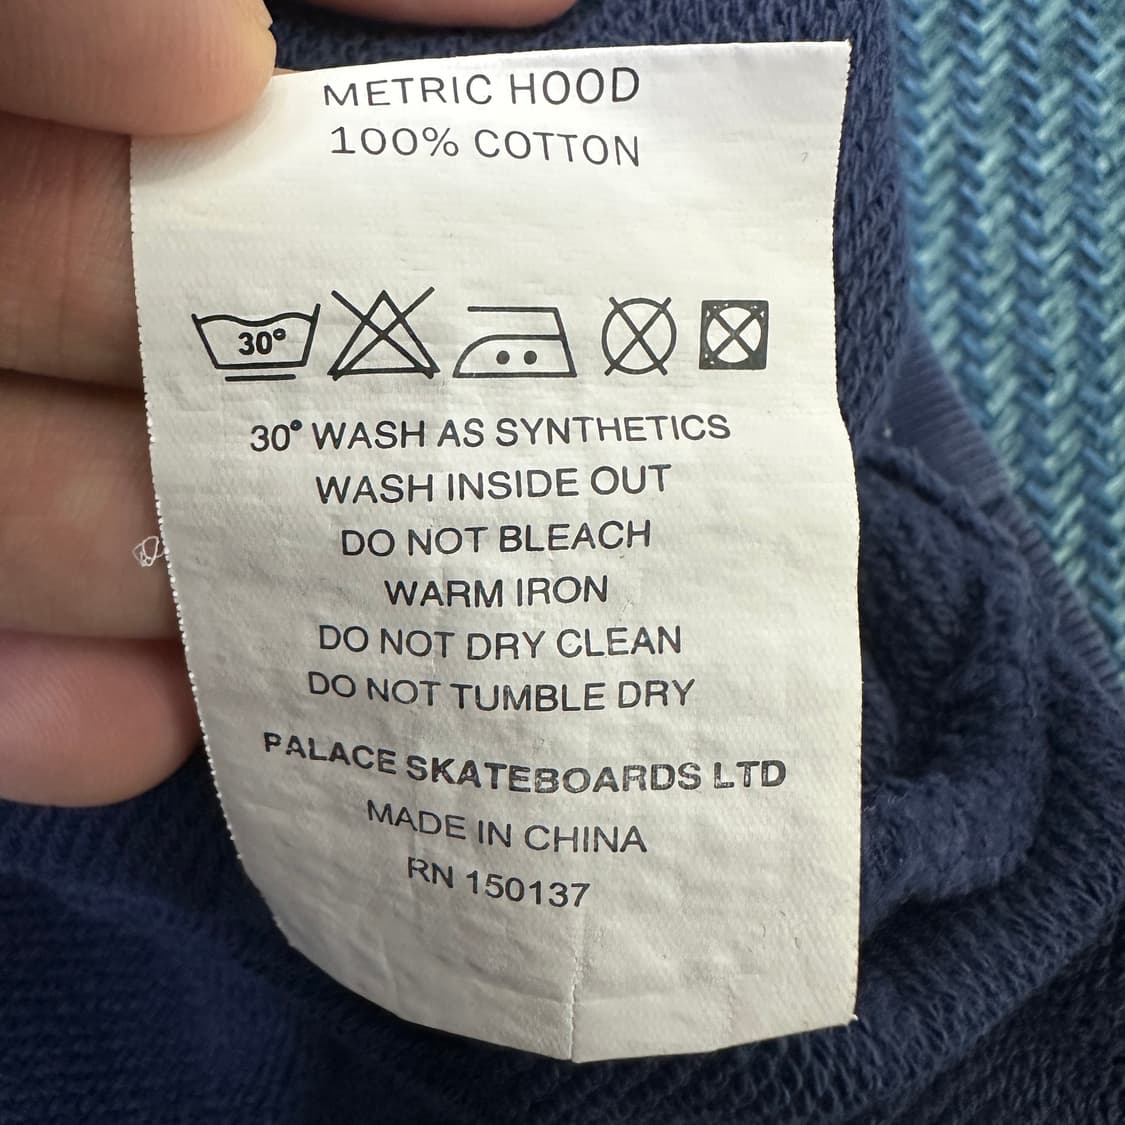 METRIC HOOD
100% COTTON
30°
30° WASH AS SYNTHETICS
WASH INSIDE OUT
DO NOT BLEACH
WARM IRON
DO NOT DRY CLEAN
DO NOT TUMBLE DRY
PALACE SKATEBOARDS LTD
MADE IN CHINA
RN 150137